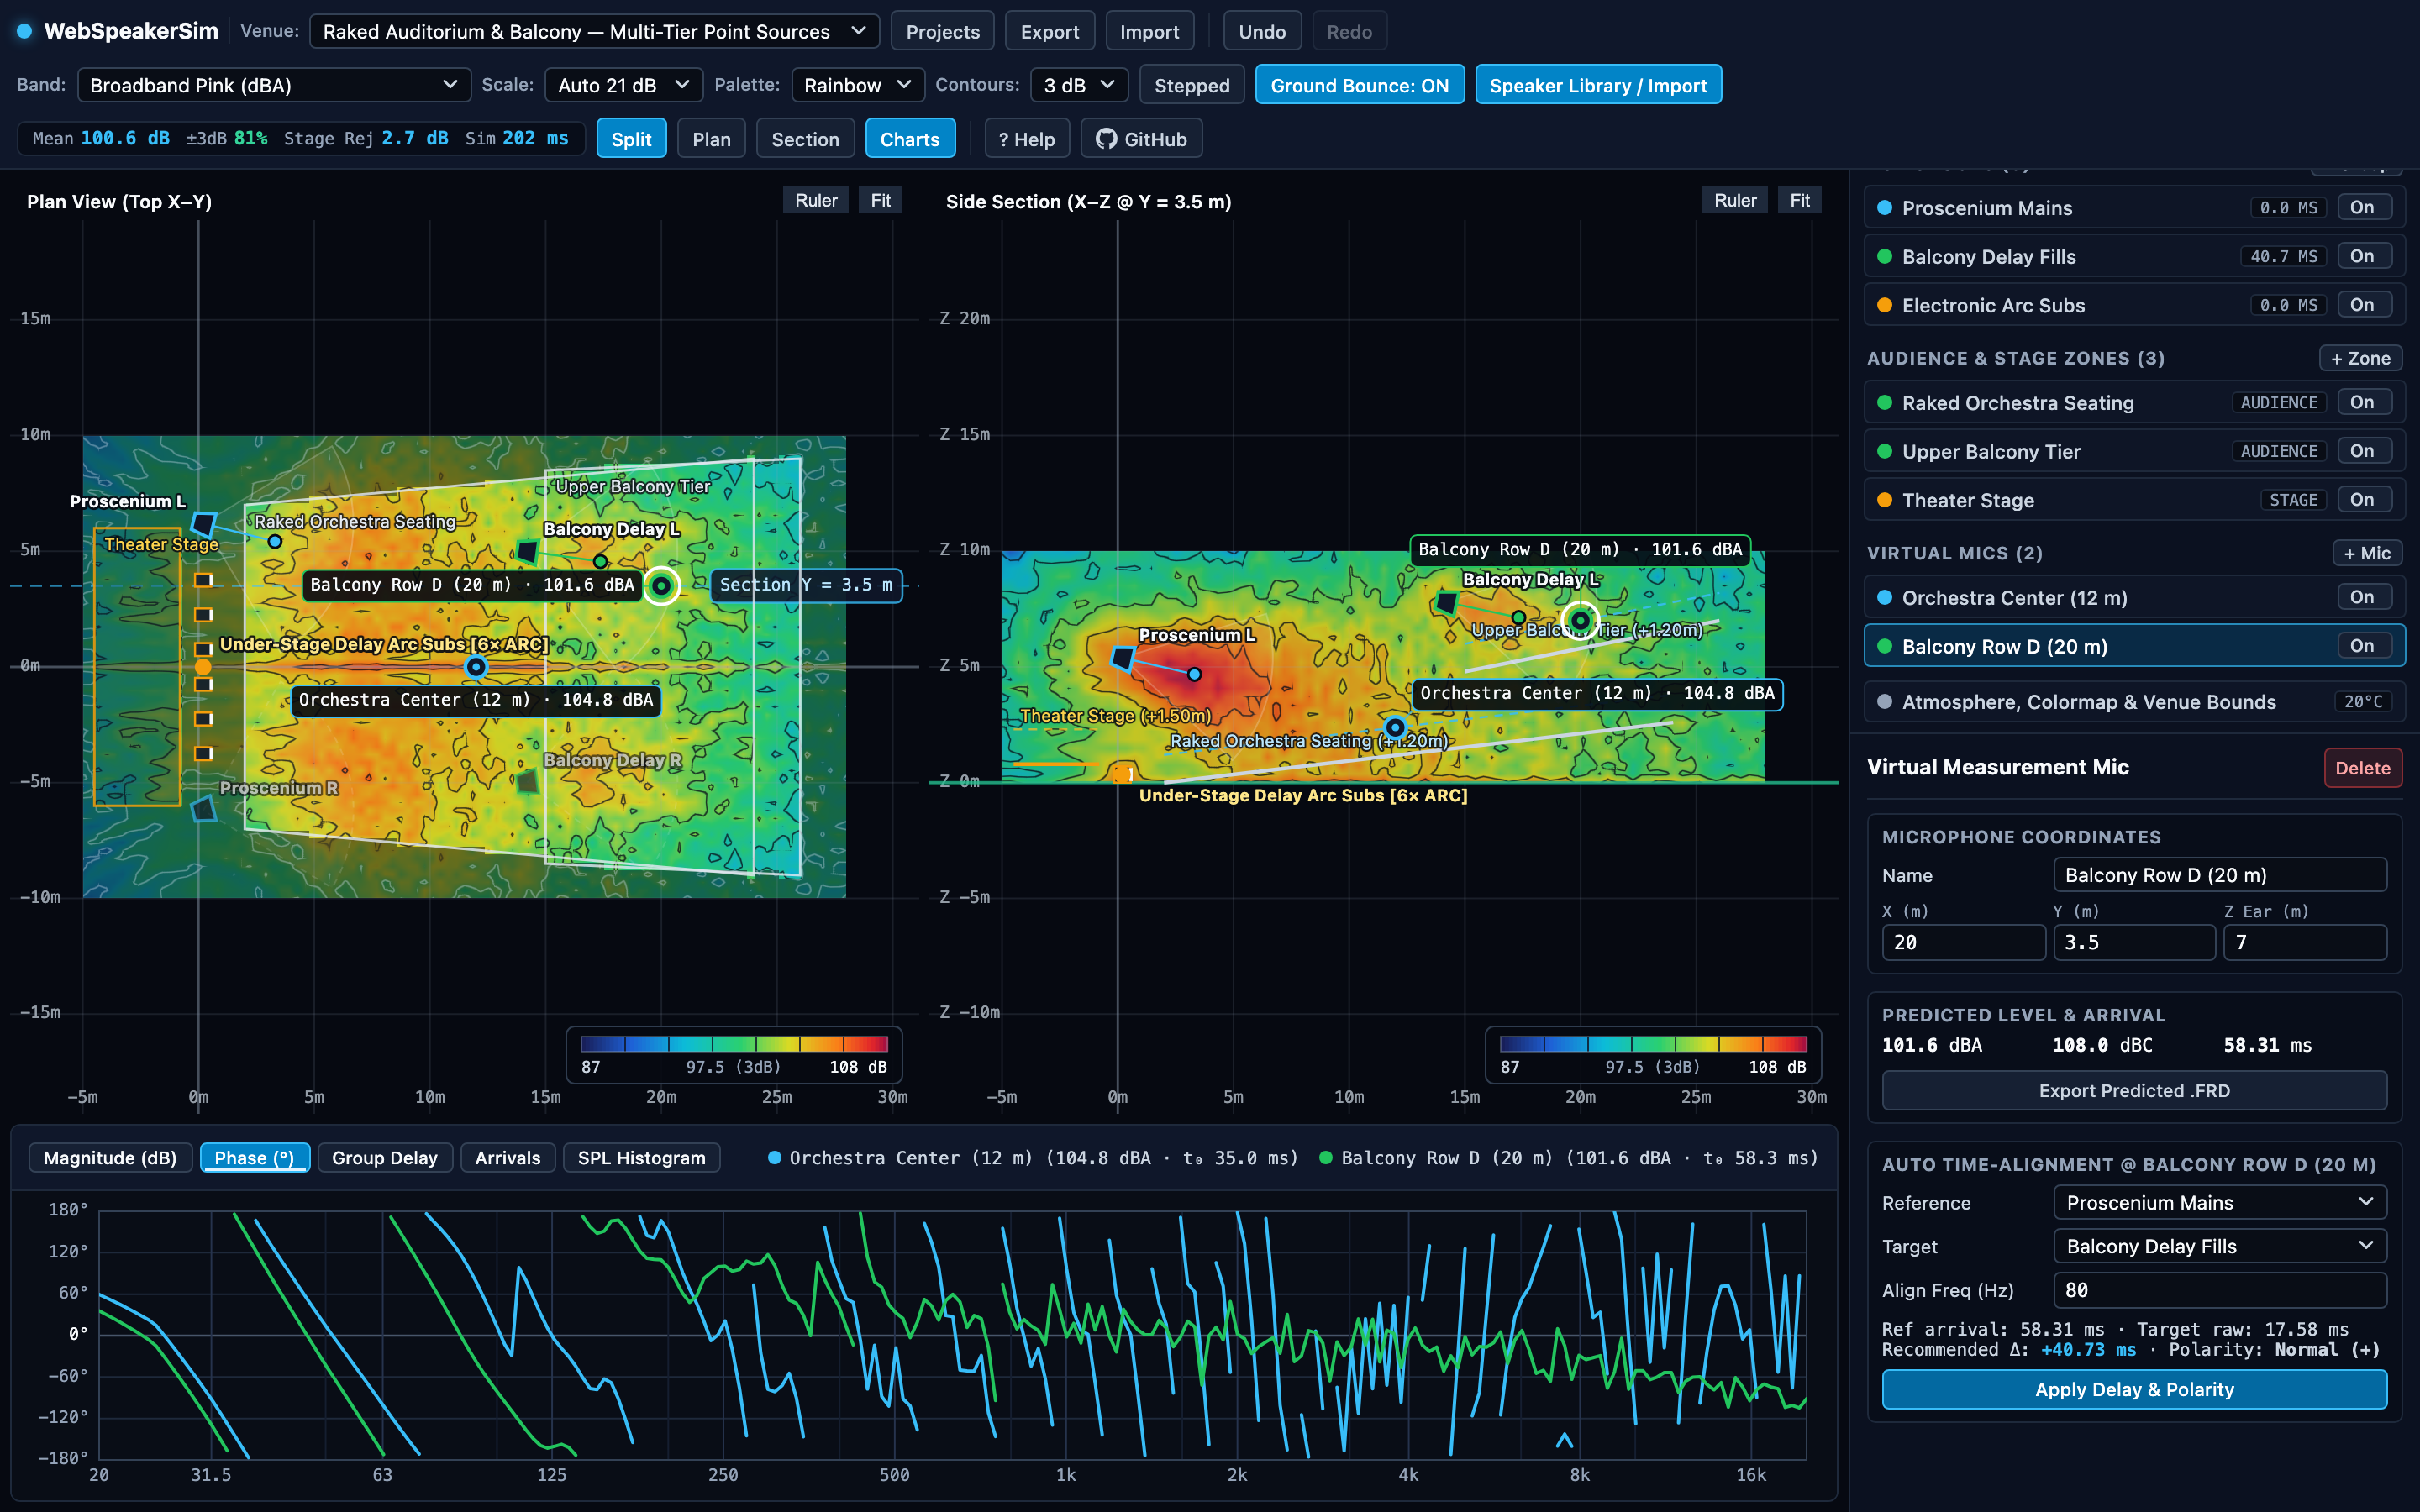 WebSpeakerSim Venue: Raked Auditorium & Balcony — Multi-Tier Point Sources Projects Export Import Undo Redo
Band: Broadband Pink (dBA) Scale: Auto 21 dB Palette: Rainbow Contours: 3 dB Stepped Ground Bounce: ON Speaker Library / Import
Mean 100.6 dB ±3dB 81% Stage Rej 2.7 dB Sim 202 ms Split Plan Section Charts ? Help GitHub
Plan View (Top X–Y) Ruler Fit
15m
10m
5m
0m
−5m
−10m
−15m
Proscenium L
Theater Stage
Raked Orchestra Seating
Upper Balcony Tier
Balcony Delay L
Balcony Row D (20 m) · 101.6 dBA
Section Y = 3.5 m
Under-Stage Delay Arc Subs [6× ARC]
Orchestra Center (12 m) · 104.8 dBA
Balcony Delay R
Proscenium R
87 97.5 (3dB) 108 dB
−5m 0m 5m 10m 15m 20m 25m 30m
Side Section (X–Z @ Y = 3.5 m) Ruler Fit
Z 20m
Z 15m
Z 10m
Z 5m
Z 0m
Z −5m
Z −10m
Balcony Row D (20 m) · 101.6 dBA
Balcony Delay L
Upper Balcony Tier (+1.20m)
Proscenium L
Orchestra Center (12 m) · 104.8 dBA
Theater Stage (+1.50m)
Raked Orchestra Seating (+1.20m)
Under-Stage Delay Arc Subs [6× ARC]
87 97.5 (3dB) 108 dB
−5m 0m 5m 10m 15m 20m 25m 30m
Magnitude (dB) Phase (°) Group Delay Arrivals SPL Histogram Orchestra Center (12 m) (104.8 dBA · t₀ 35.0 ms) Balcony Row D (20 m) (101.6 dBA · t₀ 58.3 ms)
180°
120°
60°
0°
−60°
−120°
−180°
20 31.5 63 125 250 500 1k 2k 4k 8k 16k
Proscenium Mains 0.0 MS On
Balcony Delay Fills 40.7 MS On
Electronic Arc Subs 0.0 MS On
AUDIENCE & STAGE ZONES (3) + Zone
Raked Orchestra Seating AUDIENCE On
Upper Balcony Tier AUDIENCE On
Theater Stage STAGE On
VIRTUAL MICS (2) + Mic
Orchestra Center (12 m) On
Balcony Row D (20 m) On
Atmosphere, Colormap & Venue Bounds 20°C
Virtual Measurement Mic Delete
MICROPHONE COORDINATES
Name Balcony Row D (20 m)
X (m) Y (m) Z Ear (m)
20 3.5 7
PREDICTED LEVEL & ARRIVAL
101.6 dBA 108.0 dBC 58.31 ms
Export Predicted .FRD
AUTO TIME-ALIGNMENT @ BALCONY ROW D (20 M)
Reference Proscenium Mains
Target Balcony Delay Fills
Align Freq (Hz) 80
Ref arrival: 58.31 ms · Target raw: 17.58 ms
Recommended Δ: +40.73 ms · Polarity: Normal (+)
Apply Delay & Polarity